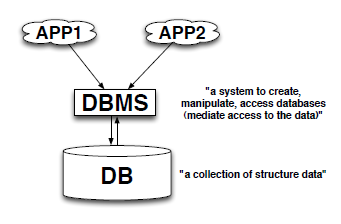 APP1
APP2
DBMS
"a system to create,
manipulate, access databases
(mediate access to the data)"
DB
"a collection of structure data"